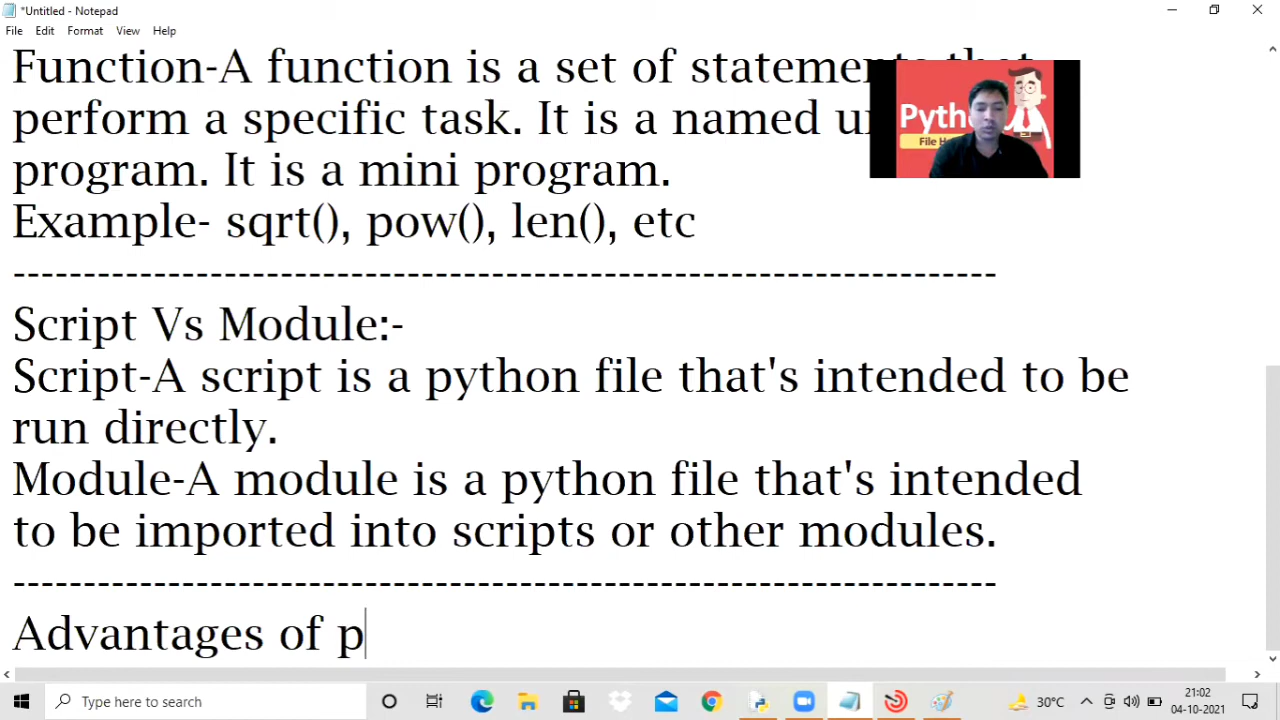 *Untitled - Notepad
File Edit Format View Help
Function-A function is a set of statements that
perform a specific task. It is a named
program. It is a mini program.
Example- sqrt(), pow(), len(), etc
----------------------------------------------------------------------
Script Vs Module:-
Script-A script is a python file that's intended to be
run directly.
Module-A module is a python file that's intended
to be imported into scripts or other modules.
----------------------------------------------------------------------
Advantages of p
Type here to search
30°C
21:02
04-10-2021